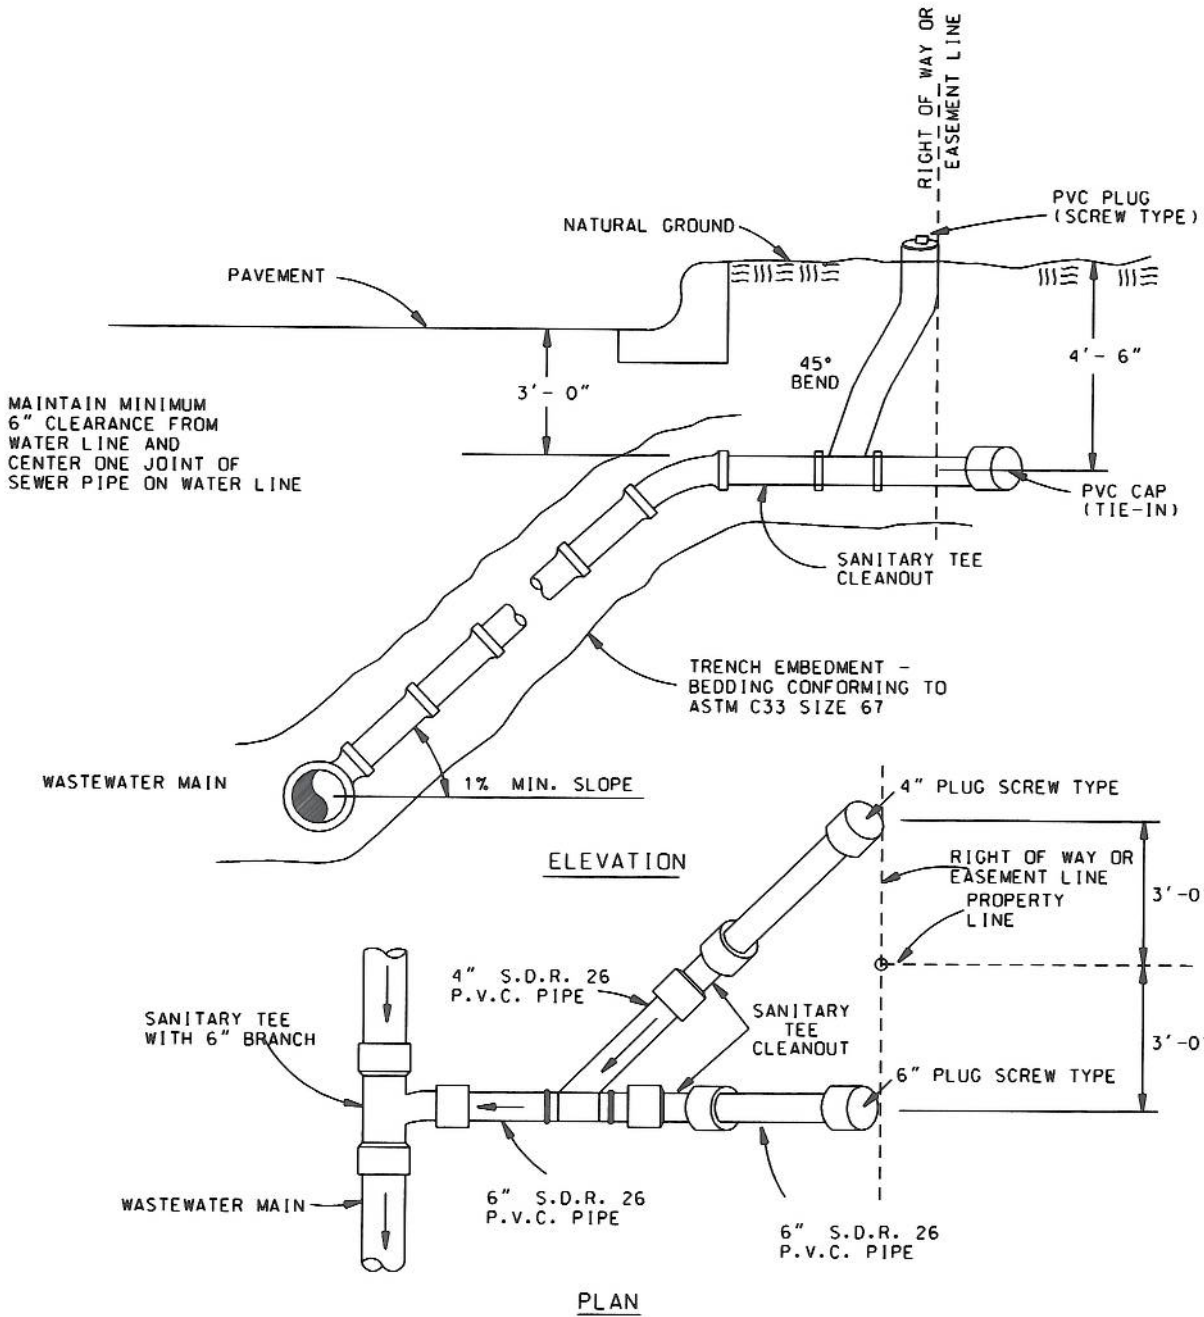 RIGHT OF WAY OR
EASEMENT LINE
PVC PLUG
(SCREW TYPE)
NATURAL GROUND
PAVEMENT
45°
BEND
4'- 6"
3'- 0"
MAINTAIN MINIMUM
6" CLEARANCE FROM
WATER LINE AND
CENTER ONE JOINT OF
SEWER PIPE ON WATER LINE
PVC CAP
(TIE-IN)
SANITARY TEE
CLEANOUT
TRENCH EMBEDMENT -
BEDDING CONFORMING TO
ASTM C33 SIZE 67
WASTEWATER MAIN
1% MIN. SLOPE
ELEVATION
4" PLUG SCREW TYPE
RIGHT OF WAY OR
EASEMENT LINE
3'-0
PROPERTY
LINE
4" S.D.R. 26
P.V.C. PIPE
SANITARY TEE
WITH 6" BRANCH
SANITARY
TEE
CLEANOUT
3'-0
6" PLUG SCREW TYPE
WASTEWATER MAIN
6" S.D.R. 26
P.V.C. PIPE
6" S.D.R. 26
P.V.C. PIPE
PLAN